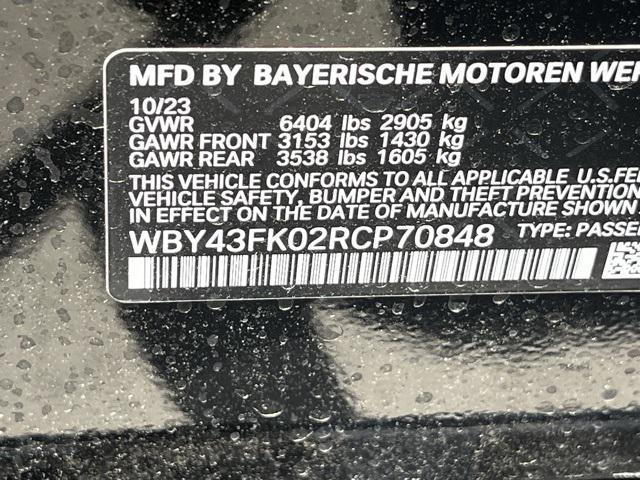 MFD BY BAYERISCHE MOTOREN WE
10/23
GVWR 6404 lbs 2905 kg
GAWR FRONT 3153 lbs 1430 kg
GAWR REAR 3538 lbs 1605 kg
THIS VEHICLE CONFORMS TO ALL APPLICABLE U.S.FE
VEHICLE SAFETY, BUMPER AND THEFT PREVENTION
IN EFFECT ON THE DATE OF MANUFACTURE SHOWN
WBY43FK02RCP70848 TYPE: PASSE